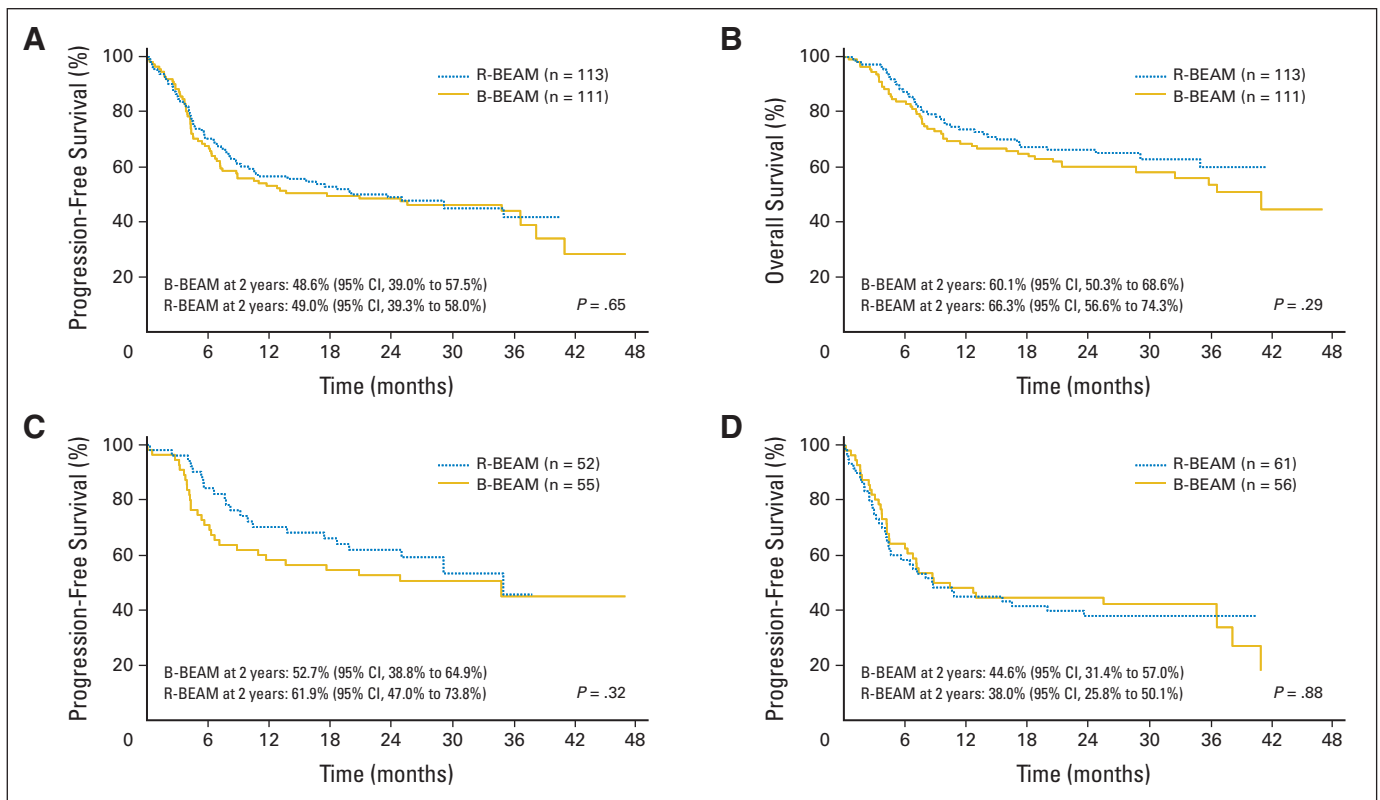 A
Progression-Free Survival (%)
100
80
60
40
20
0
R-BEAM (n = 113)
B-BEAM (n = 111)
B-BEAM at 2 years: 48.6% (95% CI, 39.0% to 57.5%)
R-BEAM at 2 years: 49.0% (95% CI, 39.3% to 58.0%)
P = .65
6 12 18 24 30 36 42 48
Time (months)
B
Overall Survival (%)
100
80
60
40
20
0
R-BEAM (n = 113)
B-BEAM (n = 111)
B-BEAM at 2 years: 60.1% (95% CI, 50.3% to 68.6%)
R-BEAM at 2 years: 66.3% (95% CI, 56.6% to 74.3%)
P = .29
6 12 18 24 30 36 42 48
Time (months)
C
Progression-Free Survival (%)
100
80
60
40
20
0
R-BEAM (n = 52)
B-BEAM (n = 55)
B-BEAM at 2 years: 52.7% (95% CI, 38.8% to 64.9%)
R-BEAM at 2 years: 61.9% (95% CI, 47.0% to 73.8%)
P = .32
6 12 18 24 30 36 42 48
Time (months)
D
Progression-Free Survival (%)
100
80
60
40
20
0
R-BEAM (n = 61)
B-BEAM (n = 56)
B-BEAM at 2 years: 44.6% (95% CI, 31.4% to 57.0%)
R-BEAM at 2 years: 38.0% (95% CI, 25.8% to 50.1%)
P = .88
6 12 18 24 30 36 42 48
Time (months)